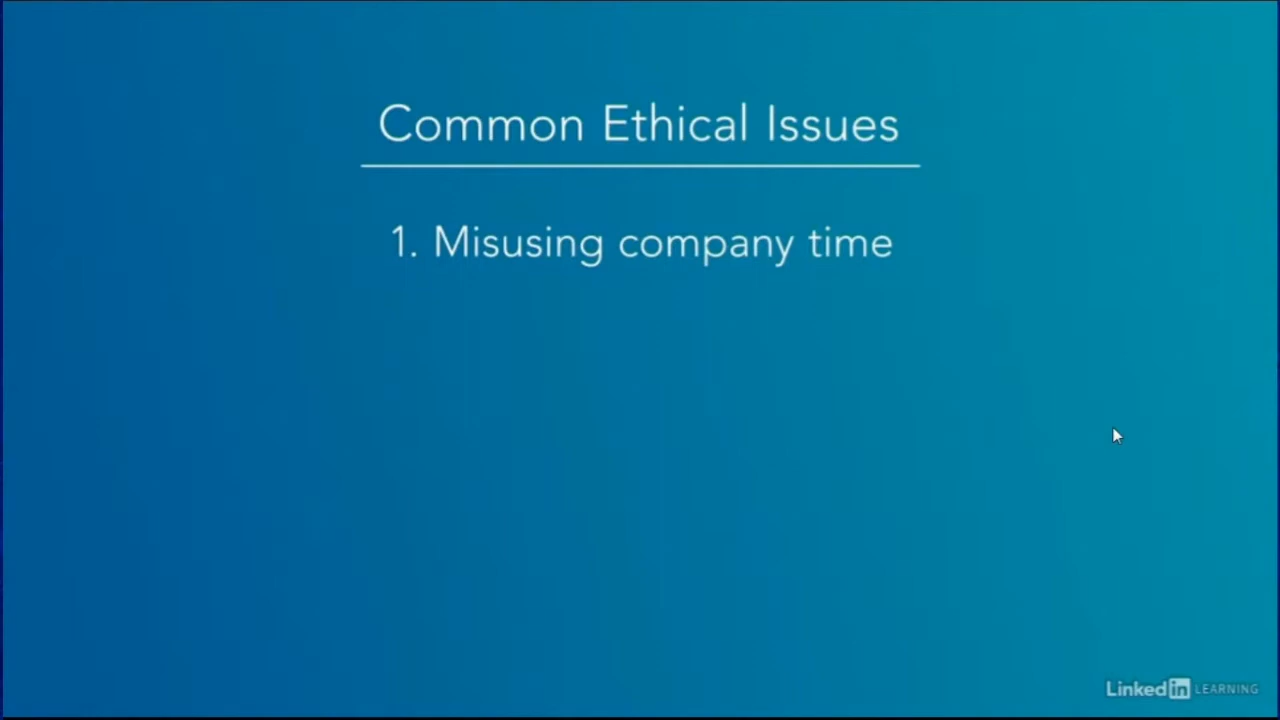 Common Ethical Issues
1. Misusing company time
Linked in LEARNING